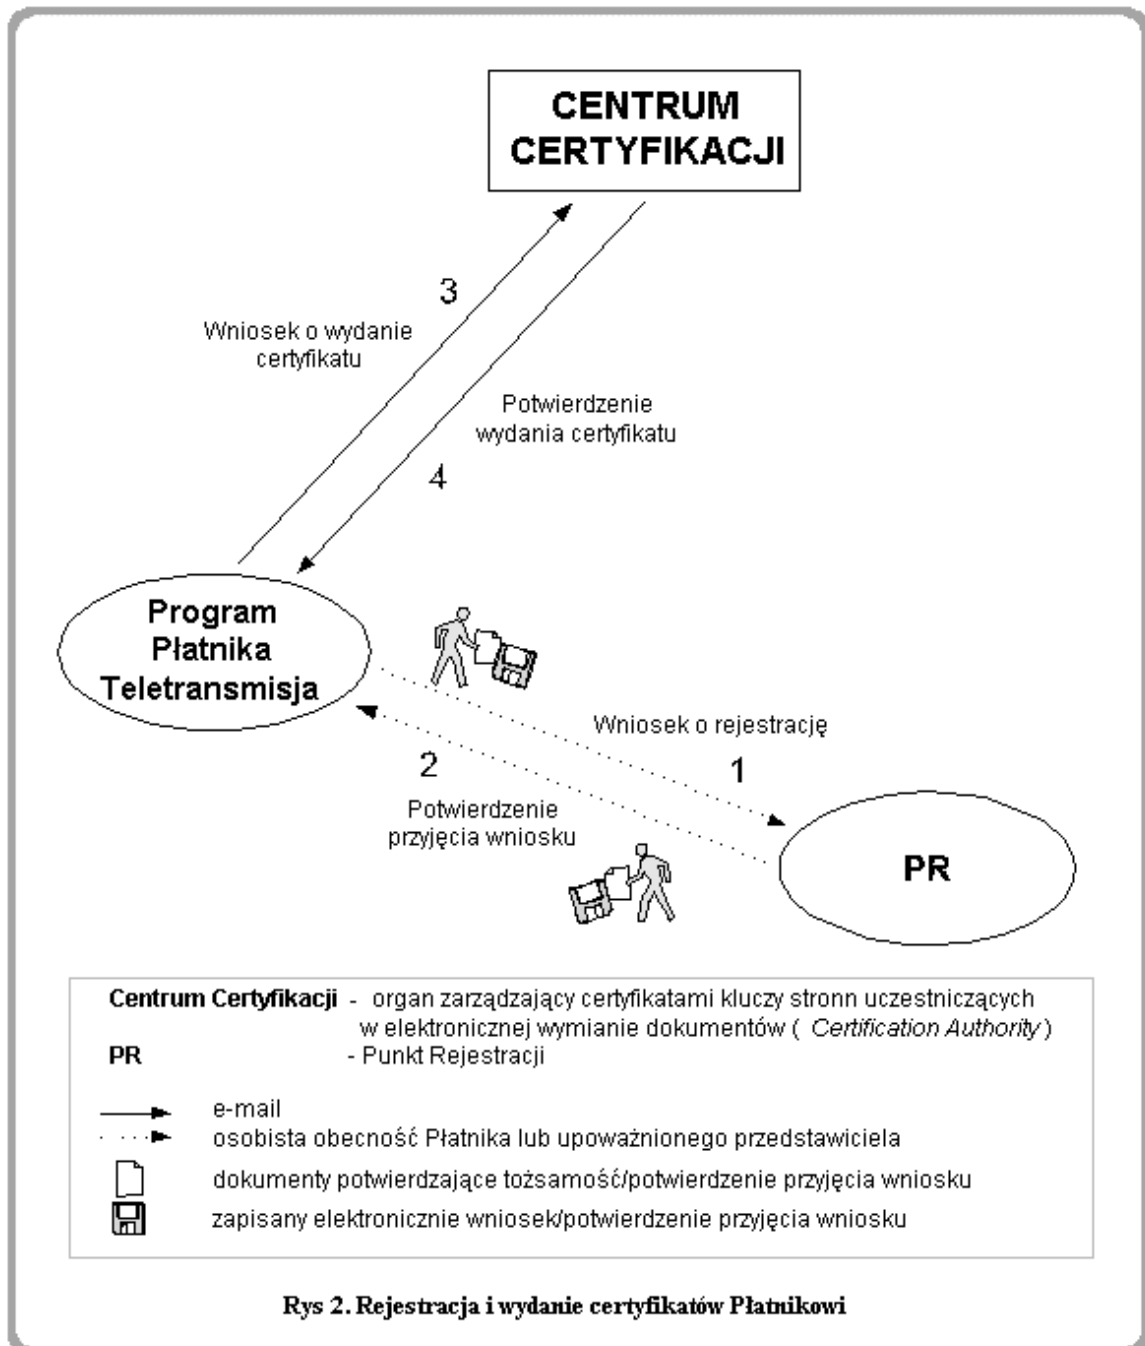 CENTRUM
CERTYFIKACJI
3
Wniosek o wydanie
certyfikatu
Potwierdzenie
wydania certyfikatu
4
Program
Płatnika
Teletransmisja
Wniosek o rejestrację
1
2
Potwierdzenie
przyjęcia wniosku
PR
Centrum Certyfikacji - organ zarządzający certyfikatami kluczy stronn uczestniczących
w elektronicznej wymianie dokumentów ( Certification Authority )
PR - Punkt Rejestracji
e-mail
osobista obecność Płatnika lub upoważnionego przedstawiciela
dokumenty potwierdzające tożsamość/potwierdzenie przyjęcia wniosku
zapisany elektronicznie wniosek/potwierdzenie przyjęcia wniosku
Rys 2. Rejestracja i wydanie certyfikatów Płatnikowi